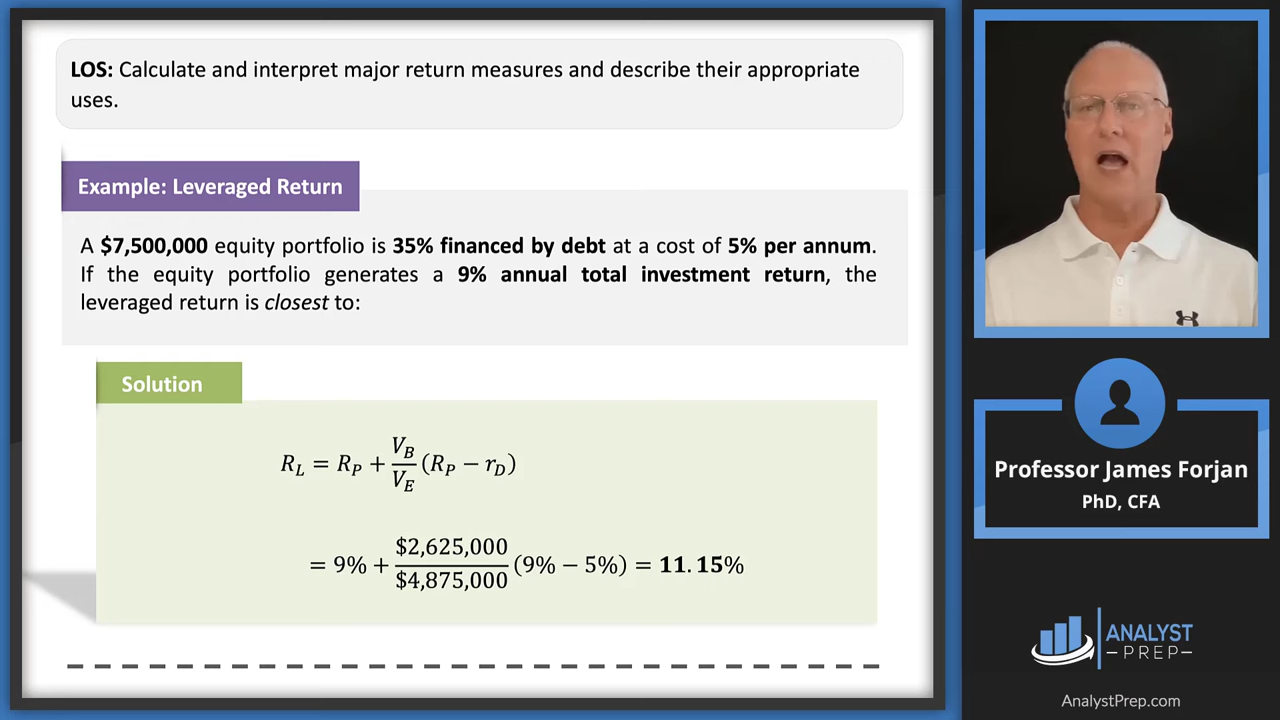 LOS: Calculate and interpret major return measures and describe their appropriate
uses.
Example: Leveraged Return
A $7,500,000 equity portfolio is 35% financed by debt at a cost of 5% per annum.
If the equity portfolio generates a 9% annual total investment return, the
leveraged return is closest to:
Solution
R_L = R_P + V_B/V_E (R_P − r_D)
= 9% + $2,625,000/$4,875,000 (9% − 5%) = 11.15%
Professor James Forjan
PhD, CFA
ANALYST
PREP
AnalystPrep.com